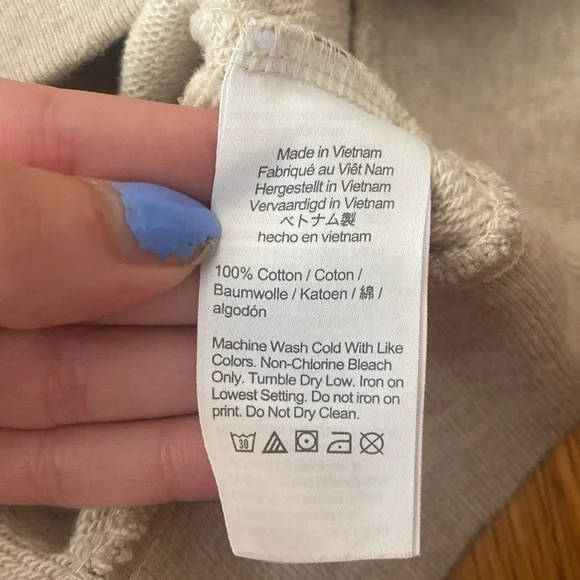 Made in Vietnam
Fabriqué au Viêt Nam
Hergestellt in Vietnam
Vervaardigd in Vietnam
ベトナム製
hecho en vietnam
100% Cotton / Coton /
Baumwolle / Katoen / 綿 /
algodón
Machine Wash Cold With Like
Colors. Non-Chlorine Bleach
Only. Tumble Dry Low. Iron on
Lowest Setting. Do not iron on
print. Do Not Dry Clean.
30